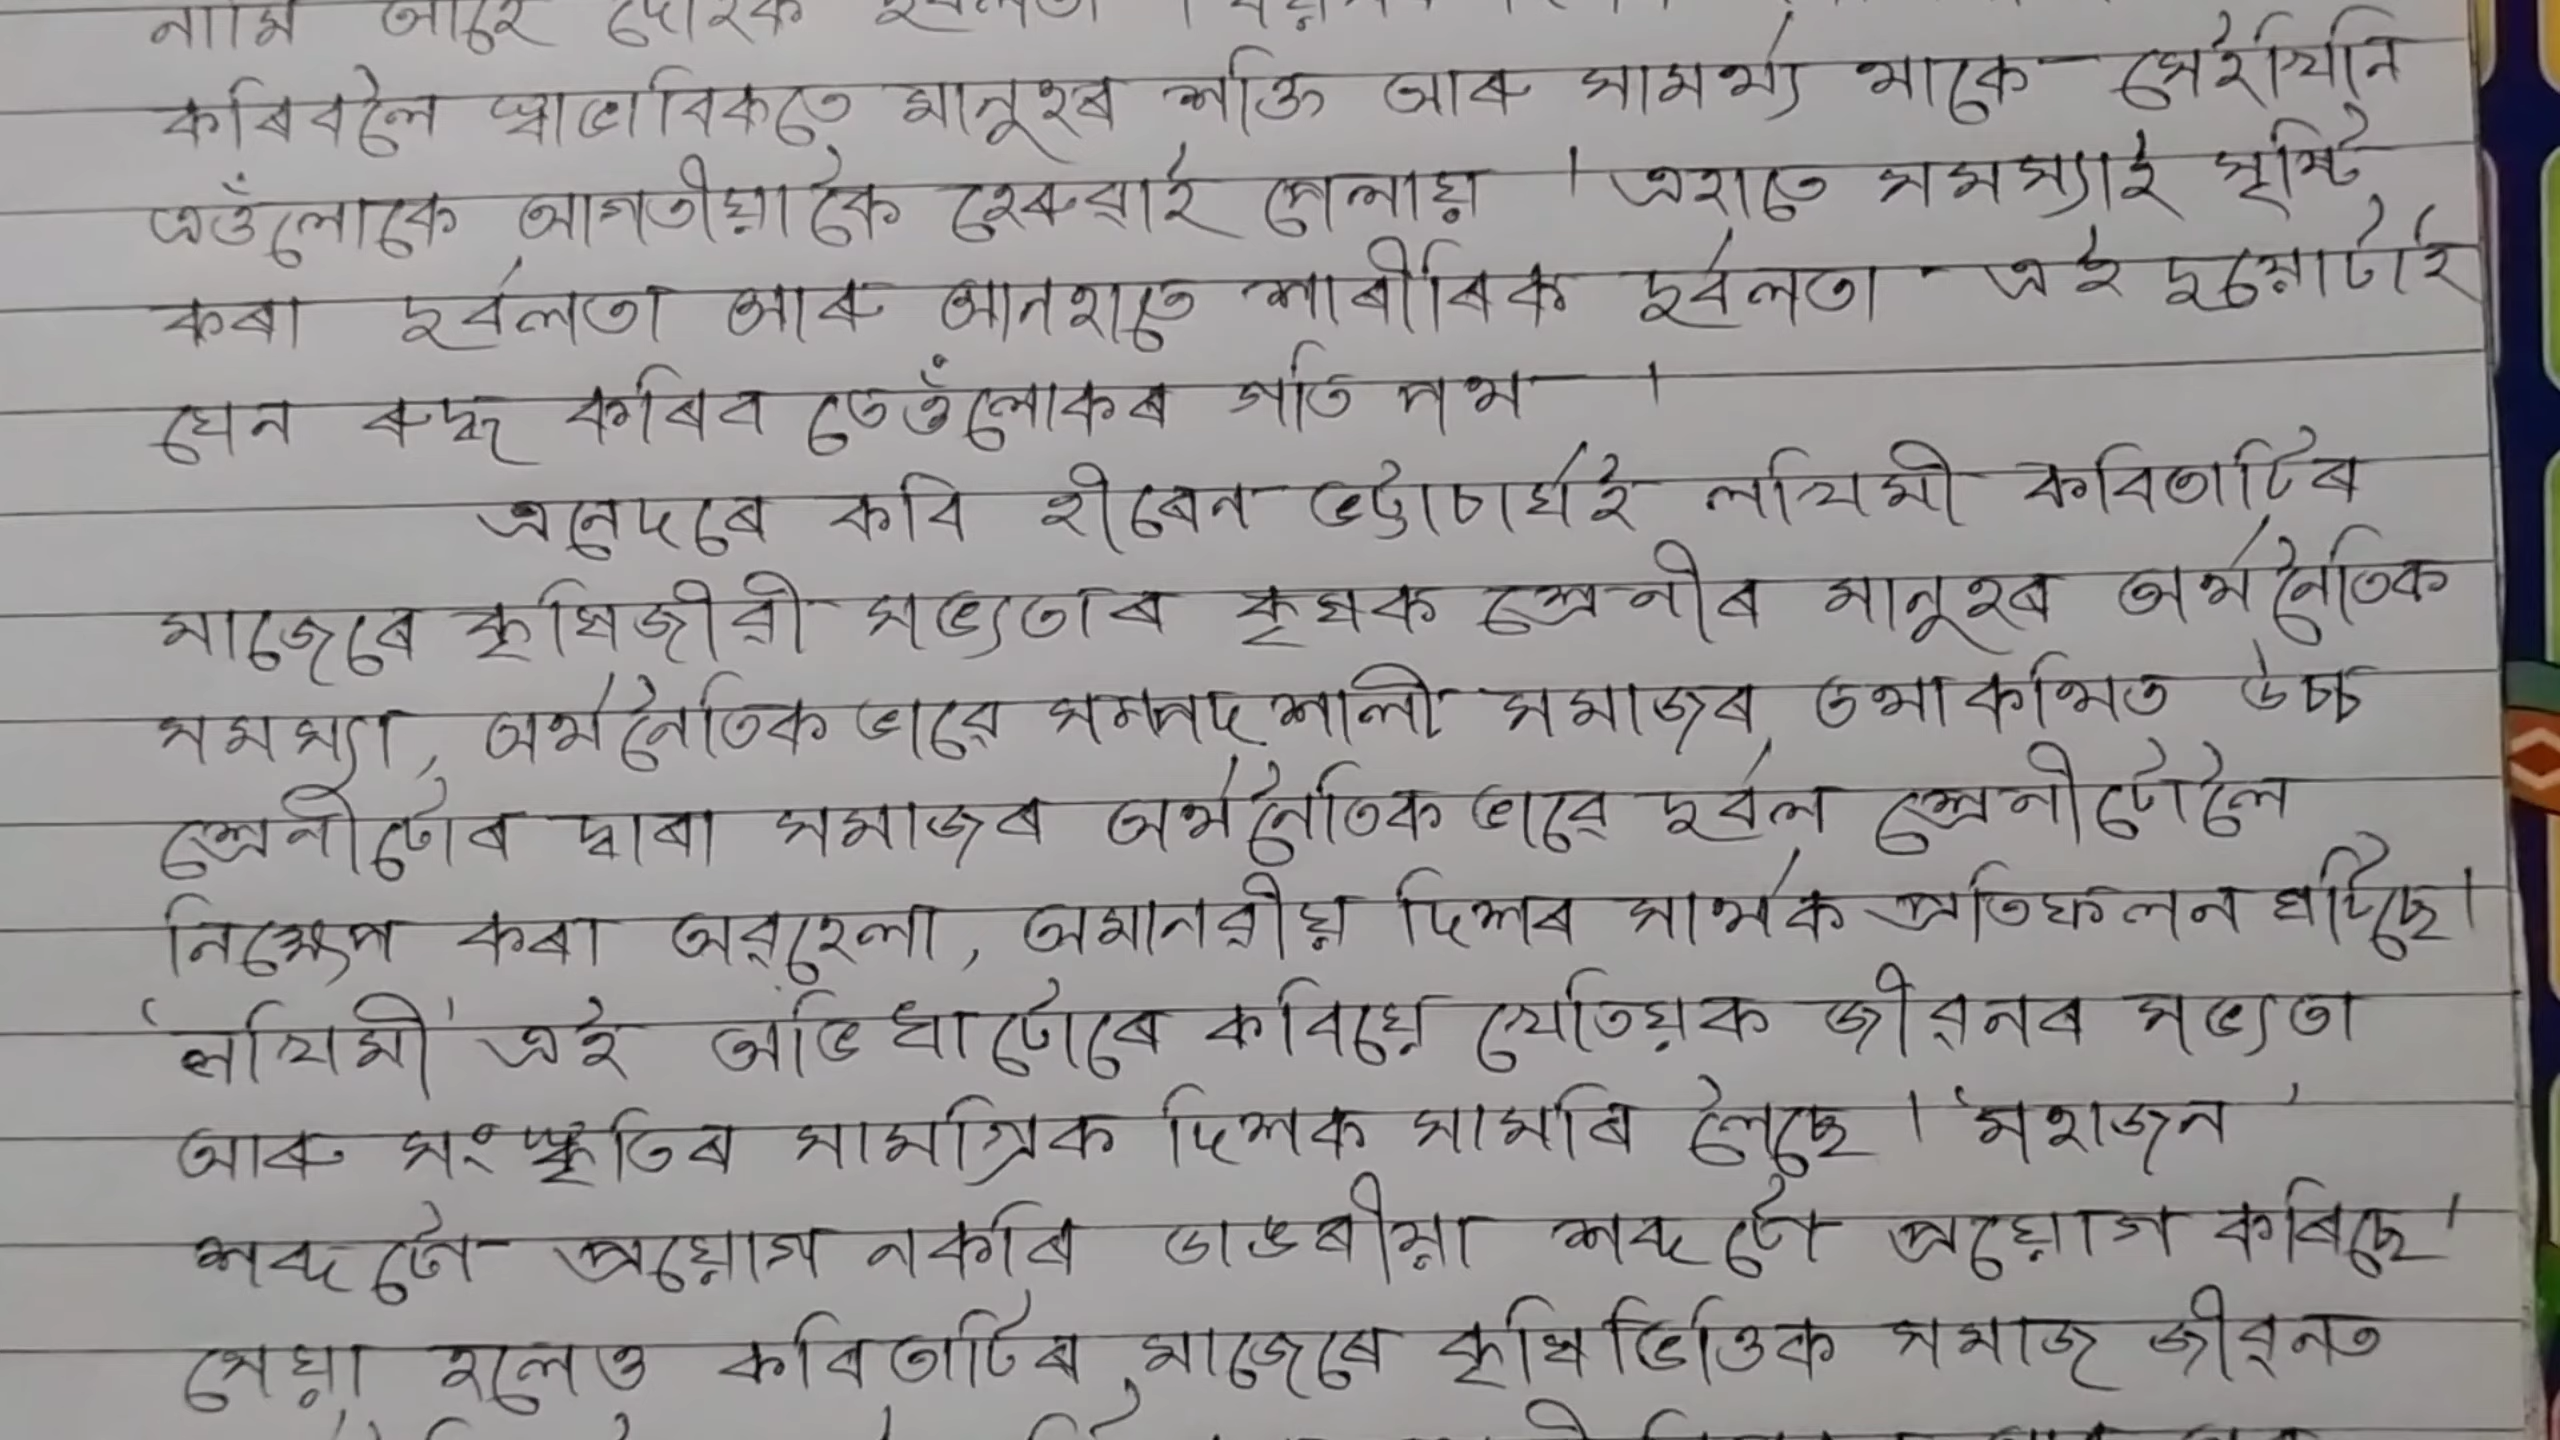 কৰিবলৈ স্বাভাবিকতে মানুহৰ শক্তি আৰু সামৰ্থ্য থাকে সেইখিনি
এওঁলোকে আগতীয়াকৈ হেৰুৱাই পেলায় । এহাতে সমস্যাই সৃষ্টি
কৰা দুৰ্বলতা আৰু আনহাতে শাৰীৰিক দুৰ্বলতা এই দুয়োটাই
যেন ৰুদ্ধ কৰিব তেওঁলোকৰ গতি পথ ।
এনেদৰে কবি হীৰেন ভট্টাচাৰ্যই লখিমী কবিতাটিৰ
মাজেৰে কৃষিজীৱী সভ্যতাৰ কৃষক শ্ৰেনীৰ মানুহৰ অৰ্থনৈতিক
সমস্যা, অৰ্থনৈতিক ভাৱে সম্পদ শালী সমাজৰ তথাকথিত উচ্চ
শ্ৰেনীটোৰ দ্বাৰা সমাজৰ অৰ্থনৈতিক ভাৱে দুৰ্বল শ্ৰেনীটোলৈ
নিক্ষেপ কৰা অৱহেলা, অমানৱীয় দিশৰ সাৰ্থক প্ৰতিফলন ঘটিছে।
'লখিমী' এই অভিধাটোৰে কবিয়ে খেতিয়ক জীৱনৰ সভ্যতা
আৰু সংস্কৃতিৰ সামগ্ৰিক দিশক সামৰি লৈছে । 'মহাজন'
শব্দটো প্ৰয়োগ নকৰি ডাঙৰীয়া শব্দটো প্ৰয়োগ কৰিছে।
সেয়া হলেও কবিতাটিৰ মাজেৰে কৃষিভিত্তিক সমাজ জীৱনত